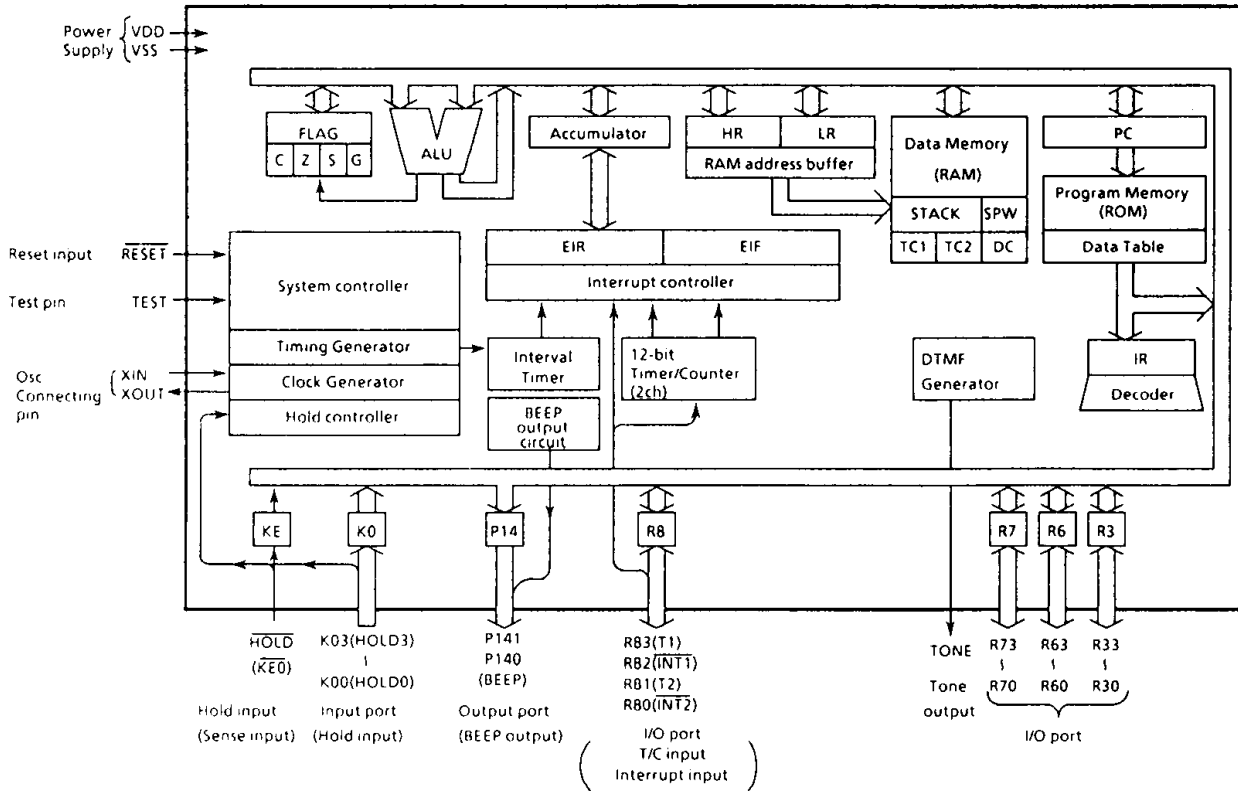 Power VDD
Supply VSS
FLAG
C Z S G
ALU
Accumulator
HR LR
RAM address buffer
Data Memory
(RAM)
STACK SPW
TC1 TC2 DC
PC
Program Memory
(ROM)
Data Table
Reset input RESET
Test pin TEST
Osc
Connecting
pin
XIN
XOUT
System controller
Timing Generator
Clock Generator
Hold controller
EIR EIF
Interrupt controller
Interval
Timer
12-bit
Timer/Counter
(2ch)
BEEP
output
circuit
DTMF
Generator
IR
Decoder
KE K0 P14 R8 R7 R6 R3
HOLD
(KE0)
Hold input
(Sense input)
K03(HOLD3)
~
K00(HOLD0)
Input port
(Hold input)
P141
P140
(BEEP)
Output port
(BEEP output)
R83(T1)
R82(INT1)
R81(T2)
R80(INT2)
I/O port
T/C input
Interrupt input
TONE
Tone
output
R73 R63 R33
~ ~ ~
R70 R60 R30
I/O port